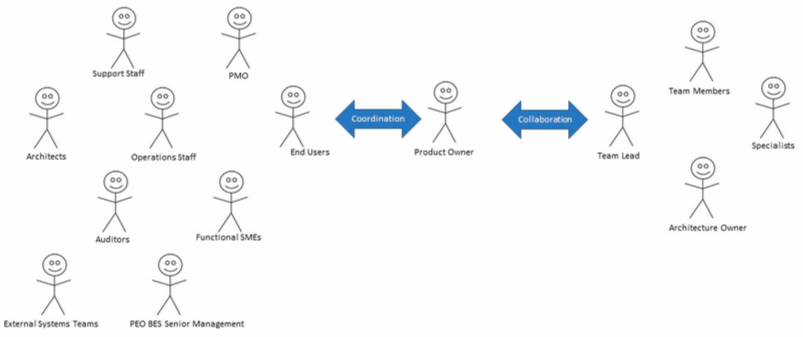 Support Staff
PMO
Team Members
Architects
Operations Staff
End Users
Coordination
Product Owner
Collaboration
Team Lead
Specialists
Auditors
Functional SMEs
Architecture Owner
External Systems Teams
PEO BES Senior Management